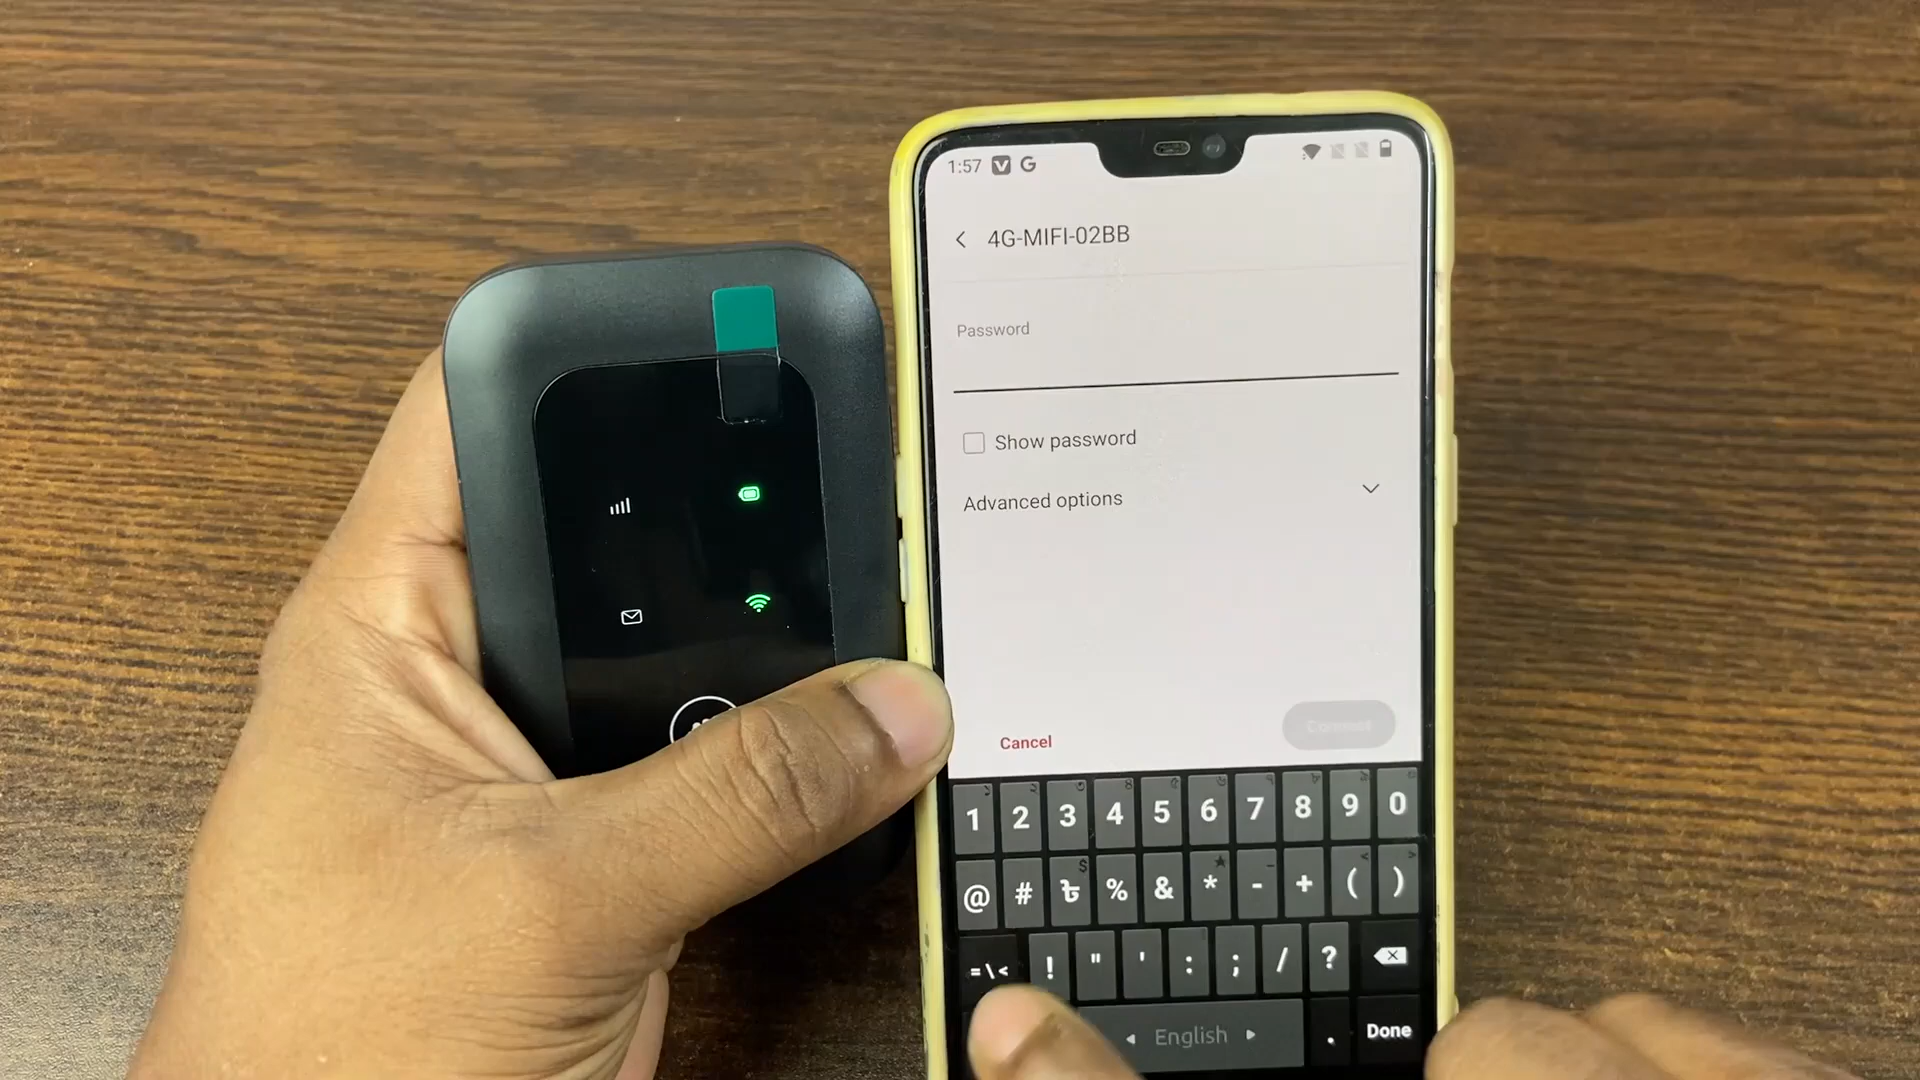 1:57 V G
4G-MIFI-02BB
Password
Show password
Advanced options
Cancel
Connect
1 2 3 4 5 6 7 8 9 0
@ # ৳ % & * - + ( )
= \ < ! " ' : ; / ?
English . Done